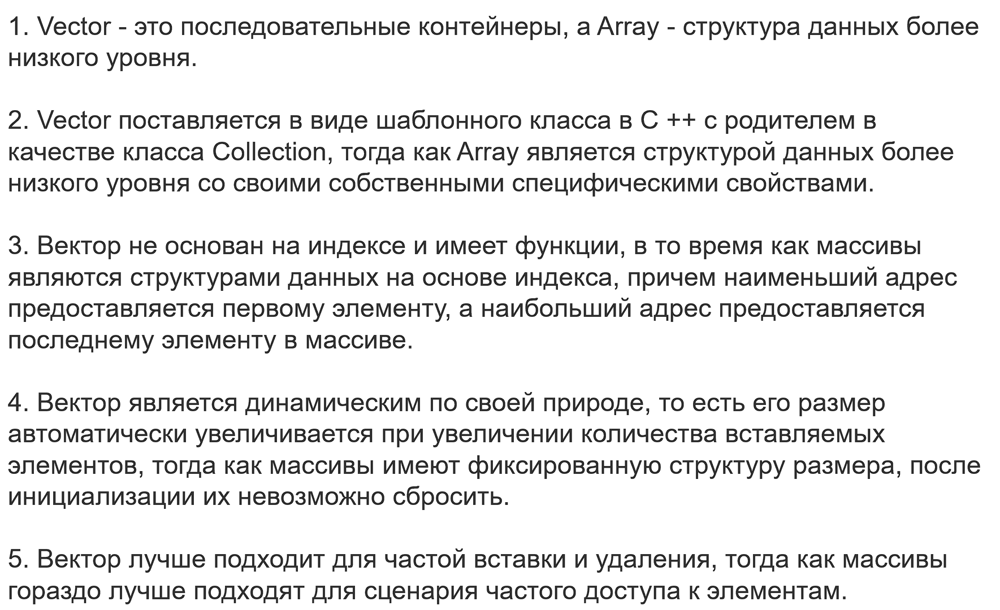 1. Vector - это последовательные контейнеры, а Array - структура данных более
низкого уровня.
2. Vector поставляется в виде шаблонного класса в C ++ с родителем в
качестве класса Collection, тогда как Array является структурой данных более
низкого уровня со своими собственными специфическими свойствами.
3. Вектор не основан на индексе и имеет функции, в то время как массивы
являются структурами данных на основе индекса, причем наименьший адрес
предоставляется первому элементу, а наибольший адрес предоставляется
последнему элементу в массиве.
4. Вектор является динамическим по своей природе, то есть его размер
автоматически увеличивается при увеличении количества вставляемых
элементов, тогда как массивы имеют фиксированную структуру размера, после
инициализации их невозможно сбросить.
5. Вектор лучше подходит для частой вставки и удаления, тогда как массивы
гораздо лучше подходят для сценария частого доступа к элементам.